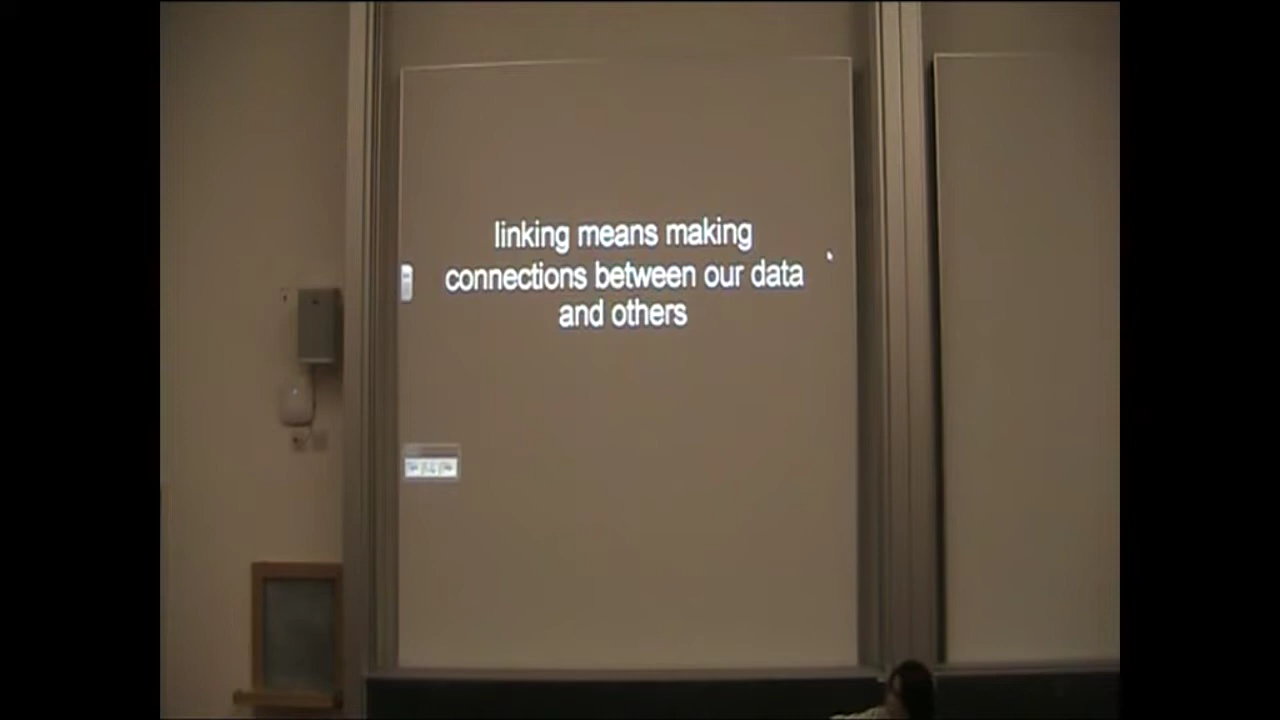 linking means making
connections between our data
and others